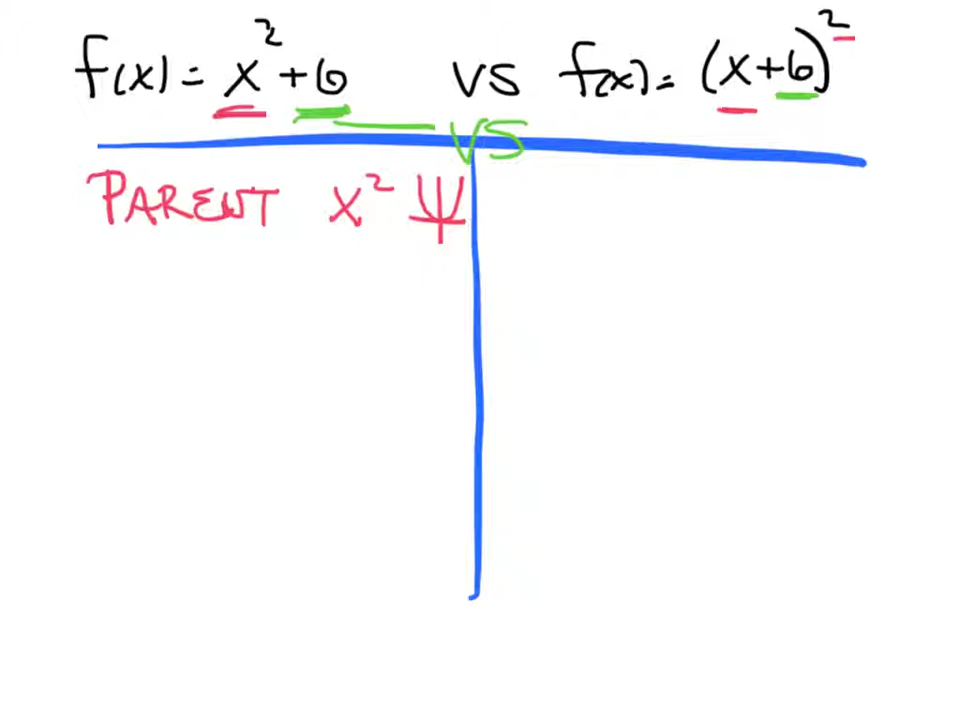 f(x) = x² + 6 VS f(x) = (x + 6)²
VS
PARENT x²